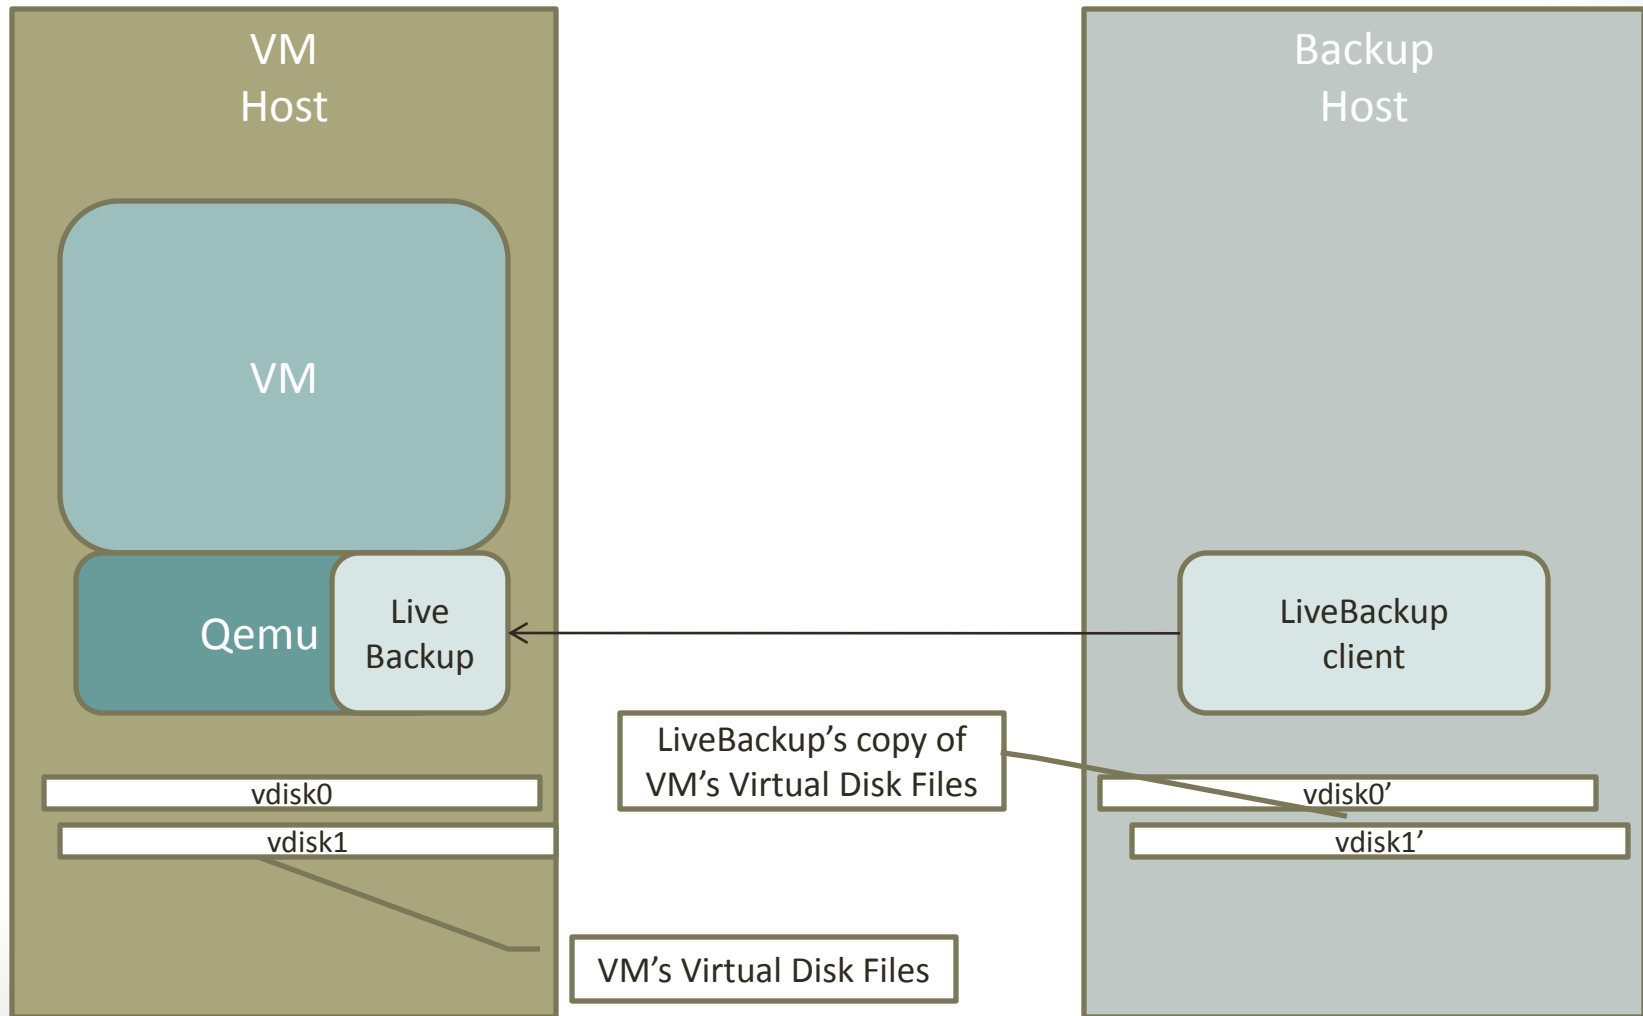 VM
Host
Backup
Host
VM
Qemu
Live
Backup
LiveBackup
client
LiveBackup’s copy of
VM’s Virtual Disk Files
vdisk0
vdisk0’
vdisk1
vdisk1’
VM’s Virtual Disk Files